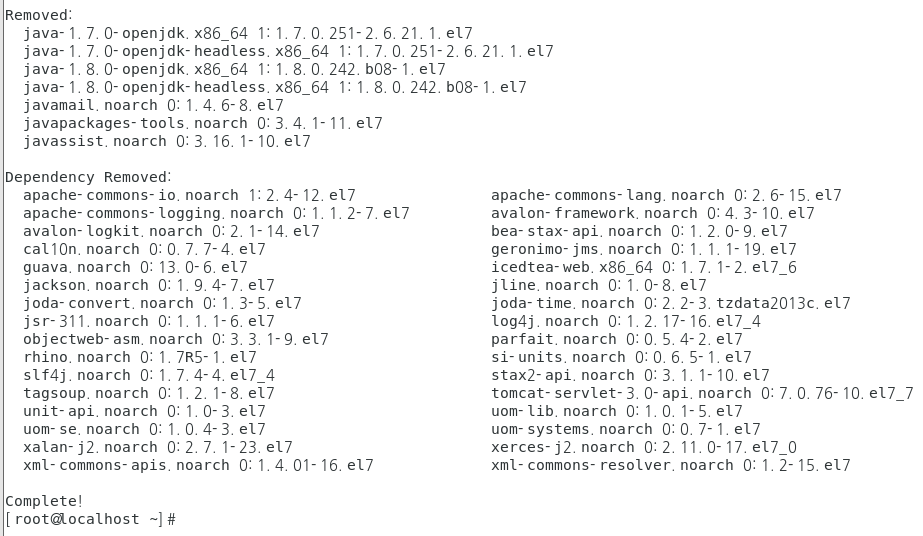 Removed:
java-1.7.0-openjdk.x86_64 1:1.7.0.251-2.6.21.1.el7
java-1.7.0-openjdk-headless.x86_64 1:1.7.0.251-2.6.21.1.el7
java-1.8.0-openjdk.x86_64 1:1.8.0.242.b08-1.el7
java-1.8.0-openjdk-headless.x86_64 1:1.8.0.242.b08-1.el7
javamail.noarch 0:1.4.6-8.el7
javapackages-tools.noarch 0:3.4.1-11.el7
javassist.noarch 0:3.16.1-10.el7
Dependency Removed:
apache-commons-io.noarch 1:2.4-12.el7 apache-commons-lang.noarch 0:2.6-15.el7
apache-commons-logging.noarch 0:1.1.2-7.el7 avalon-framework.noarch 0:4.3-10.el7
avalon-logkit.noarch 0:2.1-14.el7 bea-stax-api.noarch 0:1.2.0-9.el7
cal10n.noarch 0:0.7.7-4.el7 geronimo-jms.noarch 0:1.1.1-19.el7
guava.noarch 0:13.0-6.el7 icedtea-web.x86_64 0:1.7.1-2.el7_6
jackson.noarch 0:1.9.4-7.el7 jline.noarch 0:1.0-8.el7
joda-convert.noarch 0:1.3-5.el7 joda-time.noarch 0:2.2-3.tzdata2013c.el7
jsr-311.noarch 0:1.1.1-6.el7 log4j.noarch 0:1.2.17-16.el7_4
objectweb-asm.noarch 0:3.3.1-9.el7 parfait.noarch 0:0.5.4-2.el7
rhino.noarch 0:1.7R5-1.el7 si-units.noarch 0:0.6.5-1.el7
slf4j.noarch 0:1.7.4-4.el7_4 stax2-api.noarch 0:3.1.1-10.el7
tagsoup.noarch 0:1.2.1-8.el7 tomcat-servlet-3.0-api.noarch 0:7.0.76-10.el7_7
unit-api.noarch 0:1.0-3.el7 uom-lib.noarch 0:1.0.1-5.el7
uom-se.noarch 0:1.0.4-3.el7 uom-systems.noarch 0:0.7-1.el7
xalan-j2.noarch 0:2.7.1-23.el7 xerces-j2.noarch 0:2.11.0-17.el7_0
xml-commons-apis.noarch 0:1.4.01-16.el7 xml-commons-resolver.noarch 0:1.2-15.el7
Complete!
[root@localhost ~]#